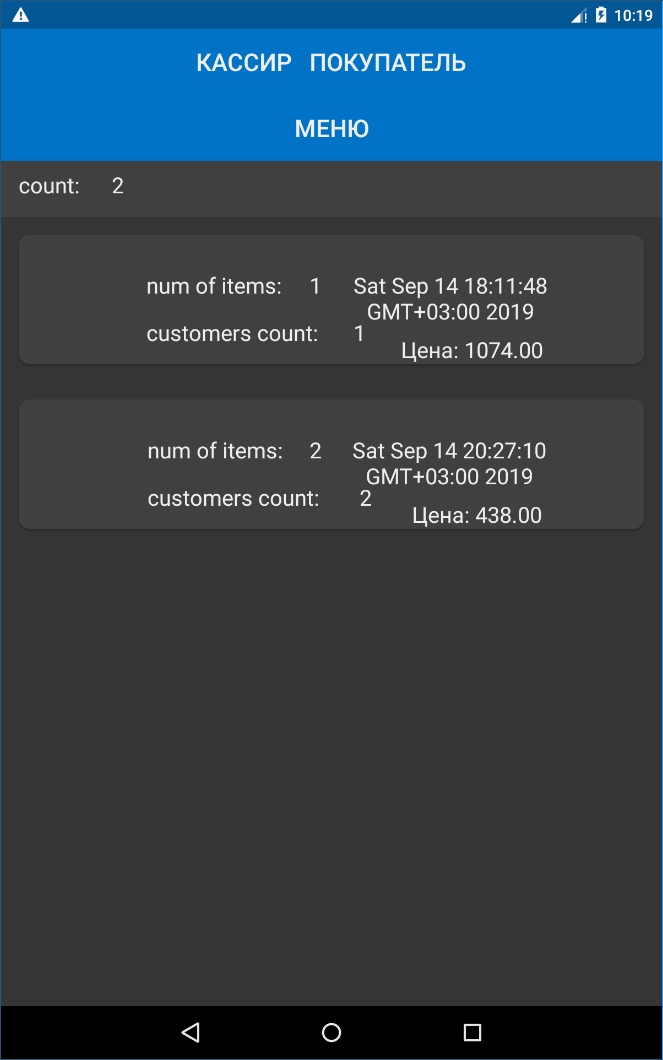 10:19
КАССИР ПОКУПАТЕЛЬ
МЕНЮ
count: 2
num of items: 1 Sat Sep 14 18:11:48
GMT+03:00 2019
customers count: 1
Цена: 1074.00
num of items: 2 Sat Sep 14 20:27:10
GMT+03:00 2019
customers count: 2
Цена: 438.00